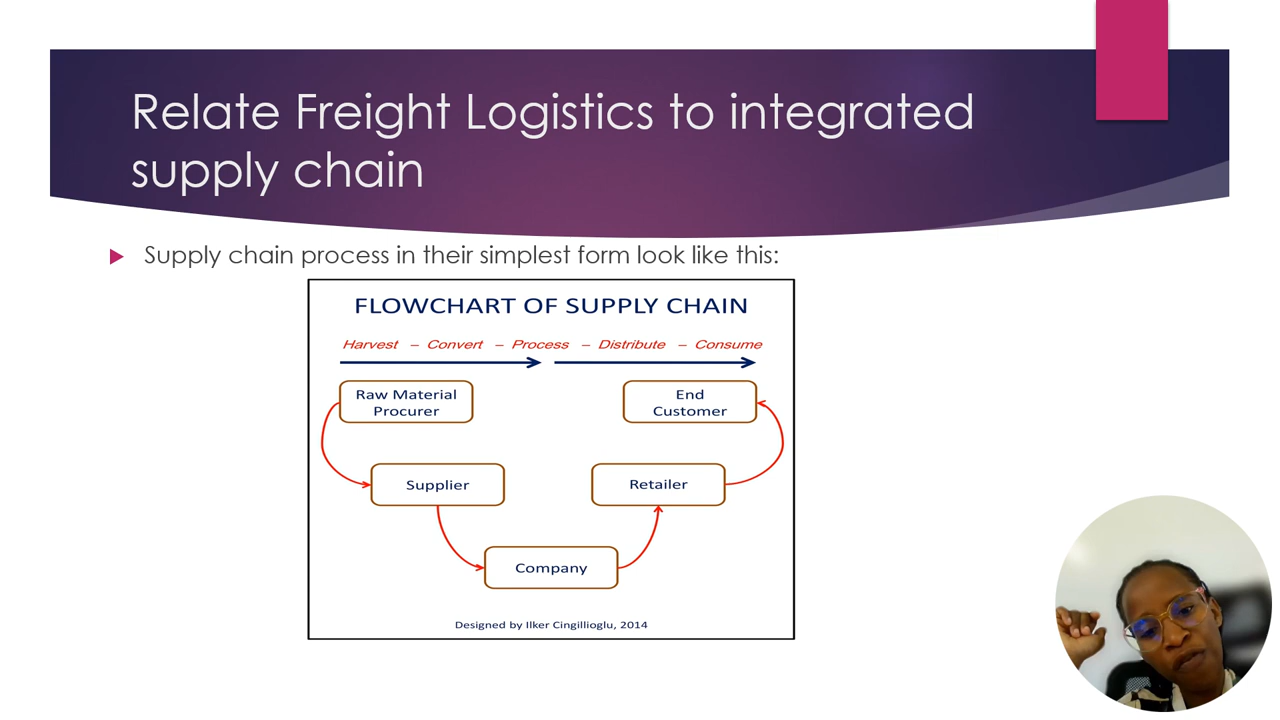 Relate Freight Logistics to integrated
supply chain
Supply chain process in their simplest form look like this:
FLOWCHART OF SUPPLY CHAIN
Harvest – Convert – Process – Distribute – Consume
Raw Material
Procurer
End
Customer
Supplier
Retailer
Company
Designed by Ilker Cingillioglu, 2014